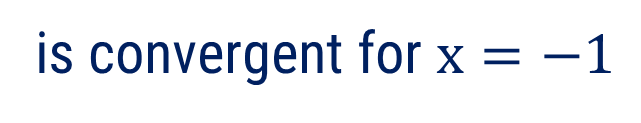 is convergent for x = −1